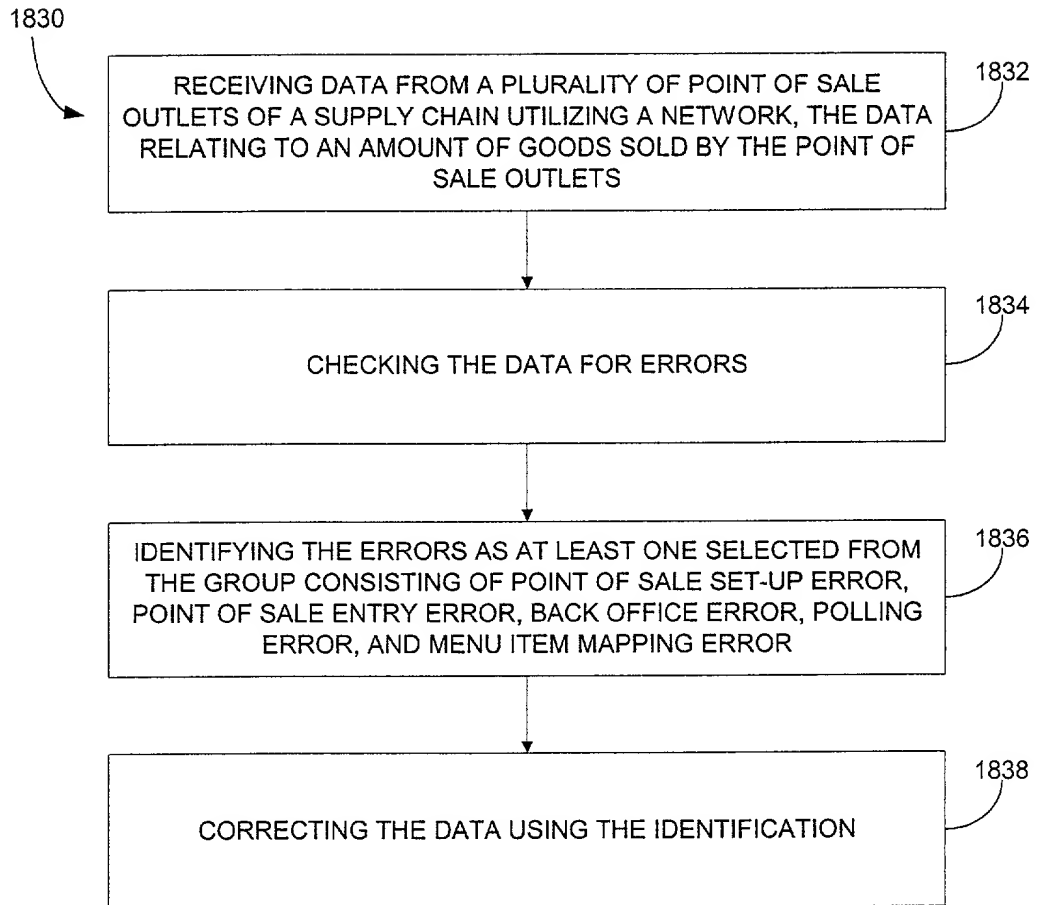 1830
RECEIVING DATA FROM A PLURALITY OF POINT OF SALE
OUTLETS OF A SUPPLY CHAIN UTILIZING A NETWORK, THE DATA
RELATING TO AN AMOUNT OF GOODS SOLD BY THE POINT OF
SALE OUTLETS
1832
CHECKING THE DATA FOR ERRORS
1834
IDENTIFYING THE ERRORS AS AT LEAST ONE SELECTED FROM
THE GROUP CONSISTING OF POINT OF SALE SET-UP ERROR,
POINT OF SALE ENTRY ERROR, BACK OFFICE ERROR, POLLING
ERROR, AND MENU ITEM MAPPING ERROR
1836
CORRECTING THE DATA USING THE IDENTIFICATION
1838